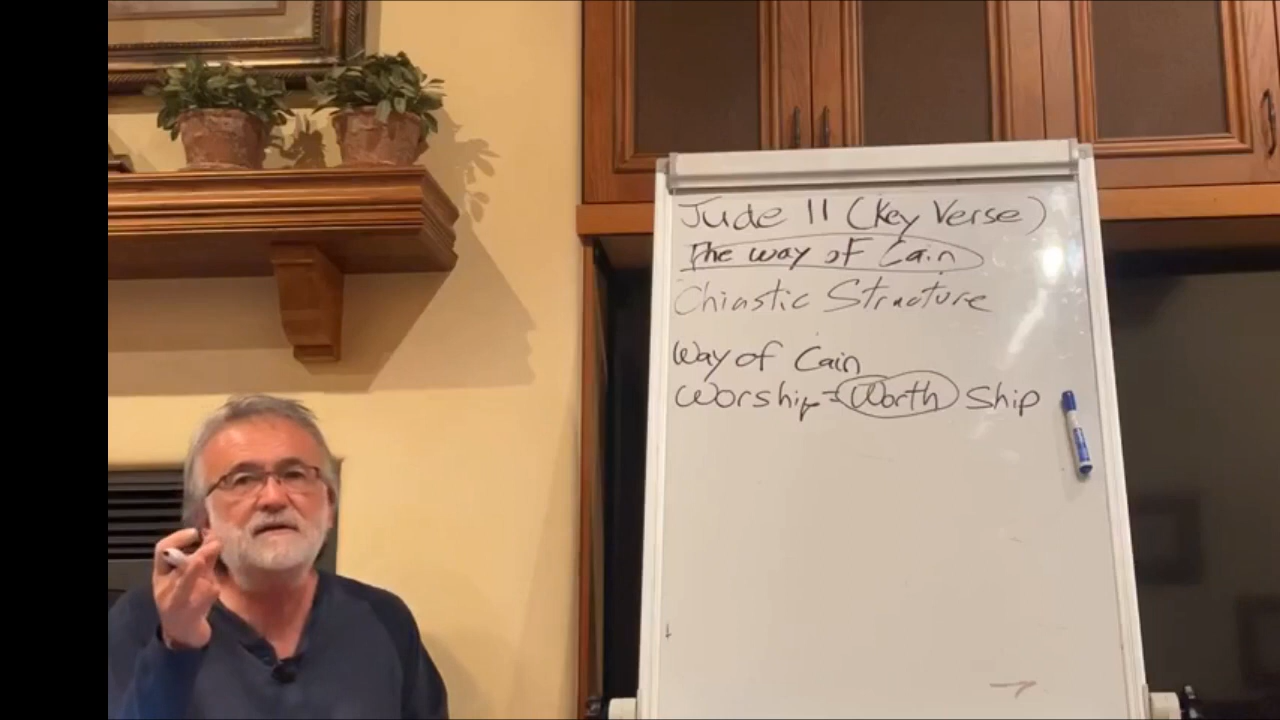 Jude 11 (Key Verse)
The way of Cain
Chiastic Structure
Way of Cain
Worship = Worth Ship